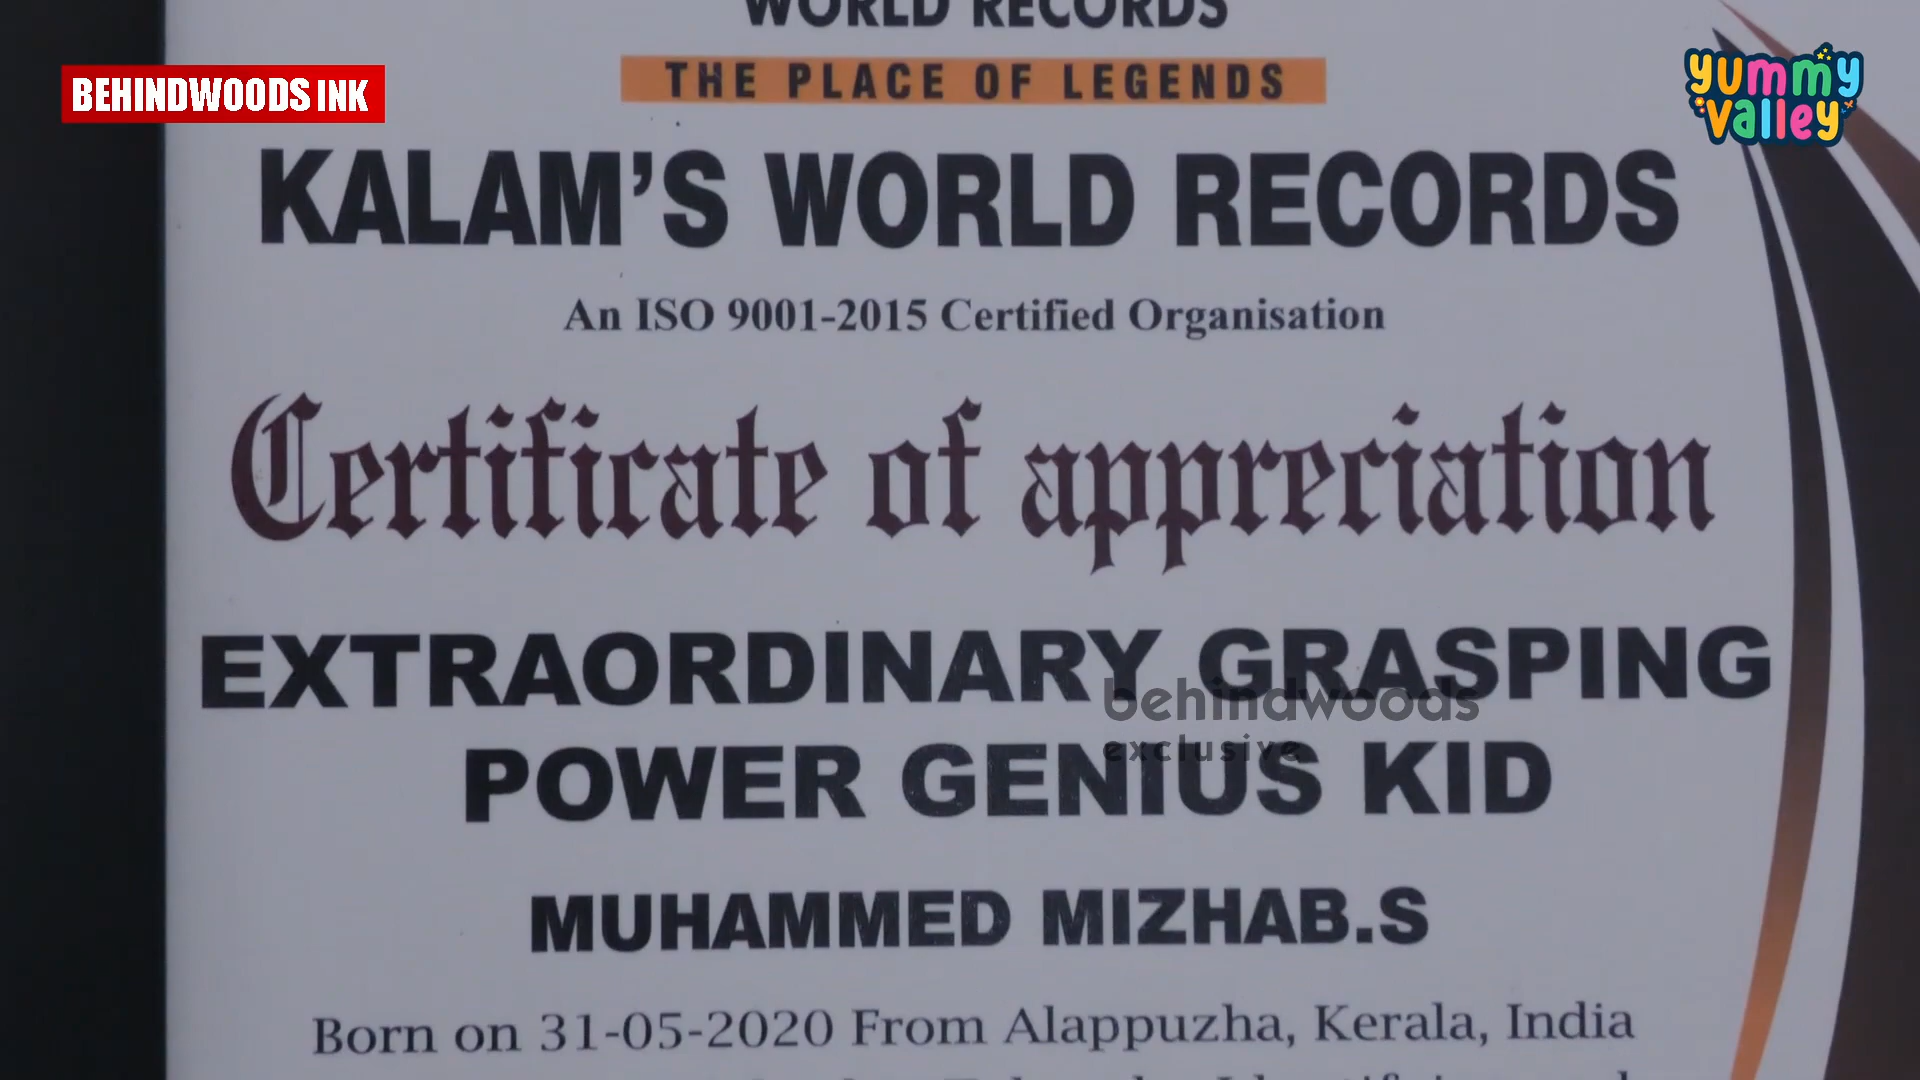 WORLD RECORDS
THE PLACE OF LEGENDS
BEHINDWOODS INK
yummy
valley
KALAM'S WORLD RECORDS
An ISO 9001-2015 Certified Organisation
Certificate of appreciation
EXTRAORDINARY GRASPING
behindwoods
exclusive
POWER GENIUS KID
MUHAMMED MIZHAB.S
Born on 31-05-2020 From Alappuzha, Kerala, India